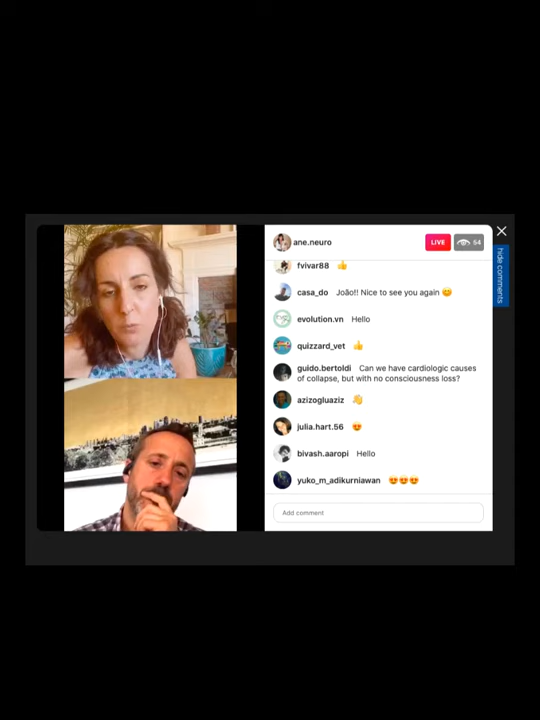 ane.neuro
LIVE
64
hide comments
fvivar88 👍
casa_do João!! Nice to see you again 😊
evolution.vn Hello
quizzard_vet 👍
guido.bertoldi Can we have cardiologic causes
of collapse, but with no consciousness loss?
azizogluaziz 👋
julia.hart.56 😍
bivash.aaropi Hello
yuko_m_adikurniawan 😍😍😍
Add comment